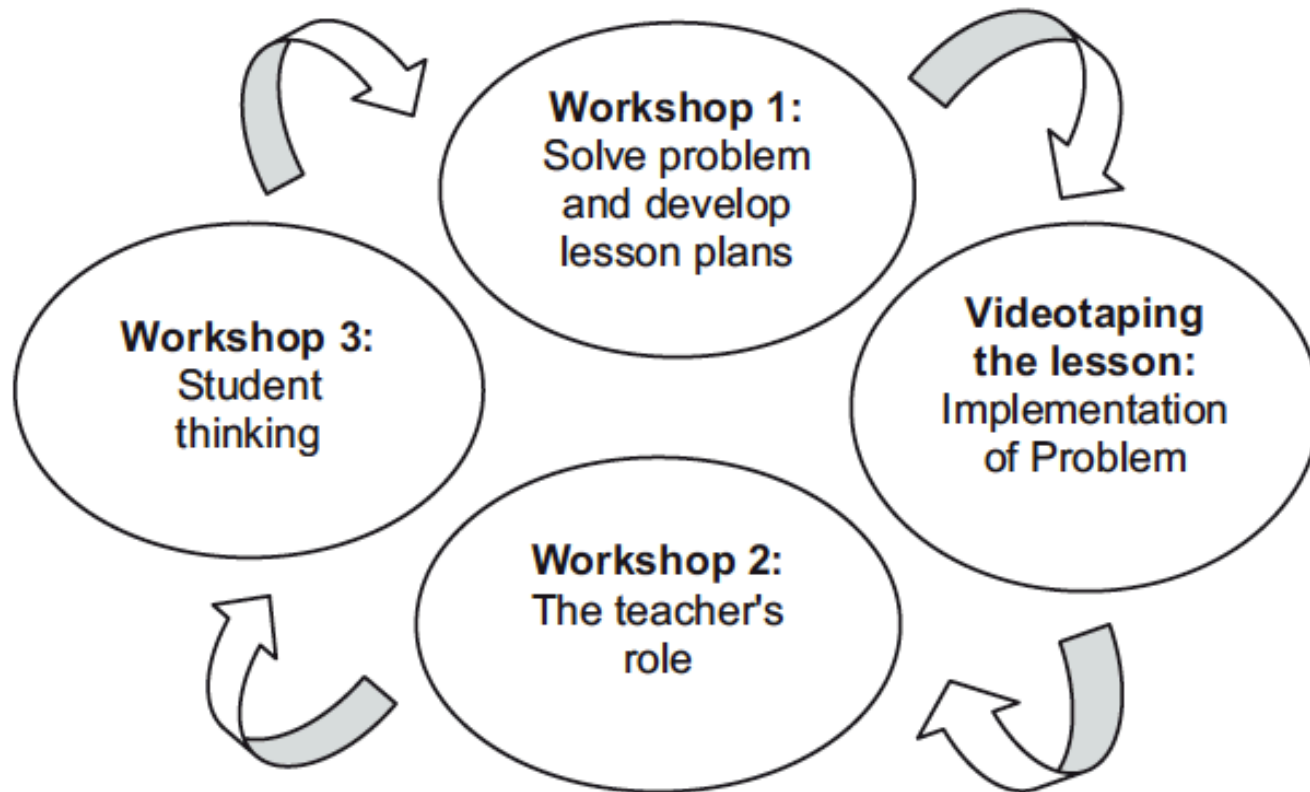 Workshop 1:
Solve problem
and develop
lesson plans
Videotaping
the lesson:
Implementation
of Problem
Workshop 2:
The teacher's
role
Workshop 3:
Student
thinking